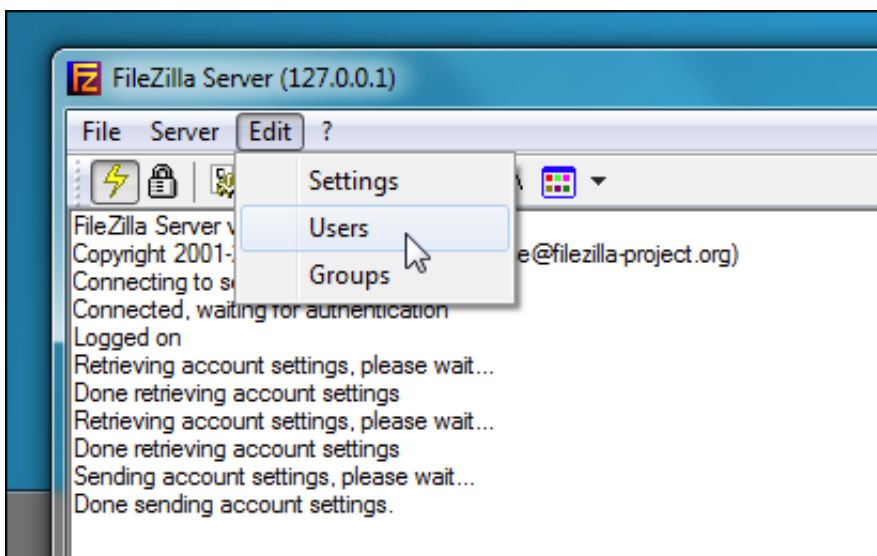 FileZilla Server (127.0.0.1)
File Server Edit ?
Settings
Users
Groups
FileZilla Server
Copyright 2001- e@filezilla-project.org)
Connecting to
Connected, waiting for authentication
Logged on
Retrieving account settings, please wait...
Done retrieving account settings
Retrieving account settings, please wait...
Done retrieving account settings
Sending account settings, please wait...
Done sending account settings.